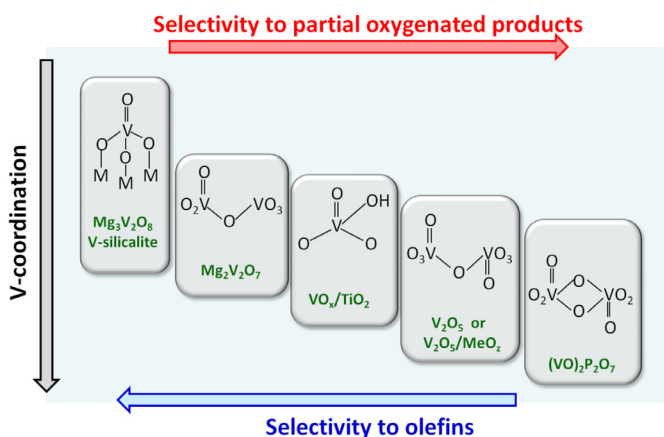 Selectivity to partial oxygenated products
V-coordination
O
V
O O O
M M M
Mg₃V₂O₈
V-silicalite
O
O₂V VO₃
O
Mg₂V₂O₇
O
OH
V
O O
VOₓ/TiO₂
O
O₃V VO₃
O O
V₂O₅ or
V₂O₅/MeO_z
O
O
O₂V VO₂
O
O
(VO)₂P₂O₇
Selectivity to olefins